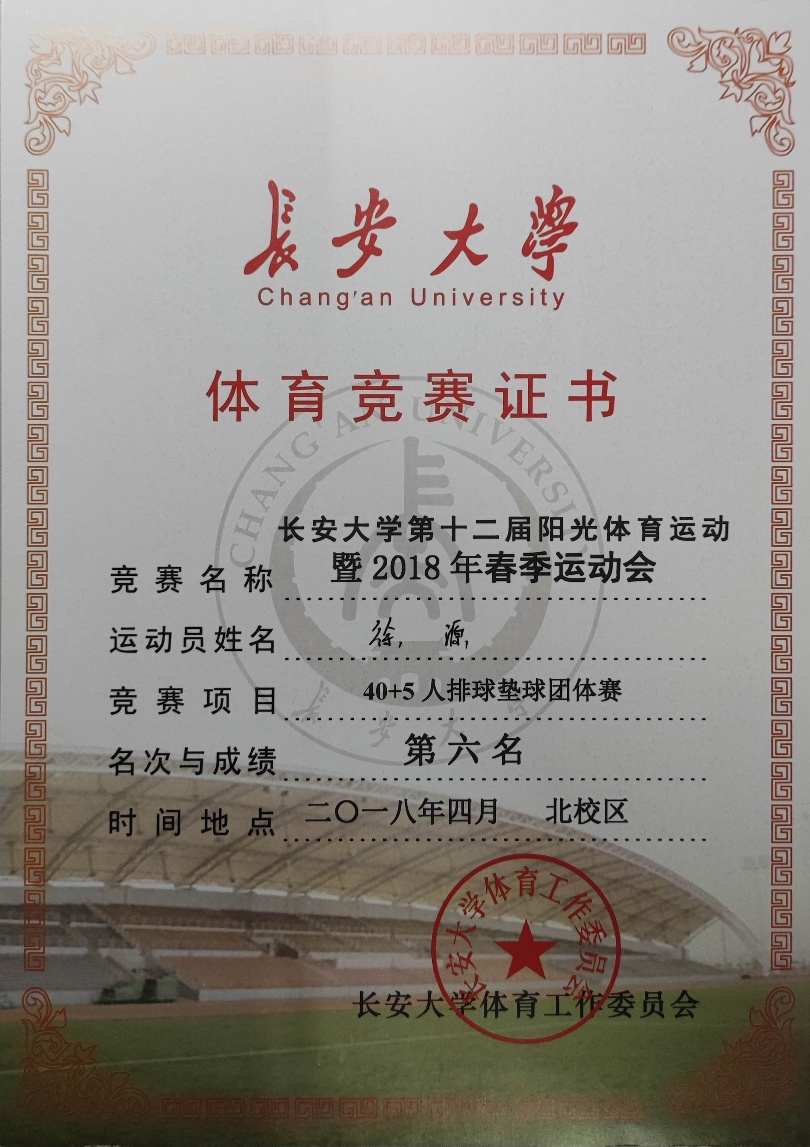 長安大學
Chang'an University
体育竞赛证书
CHANG'AN UNIVERSITY
长安大学第十二届阳光体育运动
竞赛名称 暨2018年春季运动会
运动员姓名 徐源
竞赛项目 40+5人排球垫球团体赛
名次与成绩 第六名
時间地点 二〇一八年四月 北校区
长安大学体育工作委员会
长安大学体育工作委员会